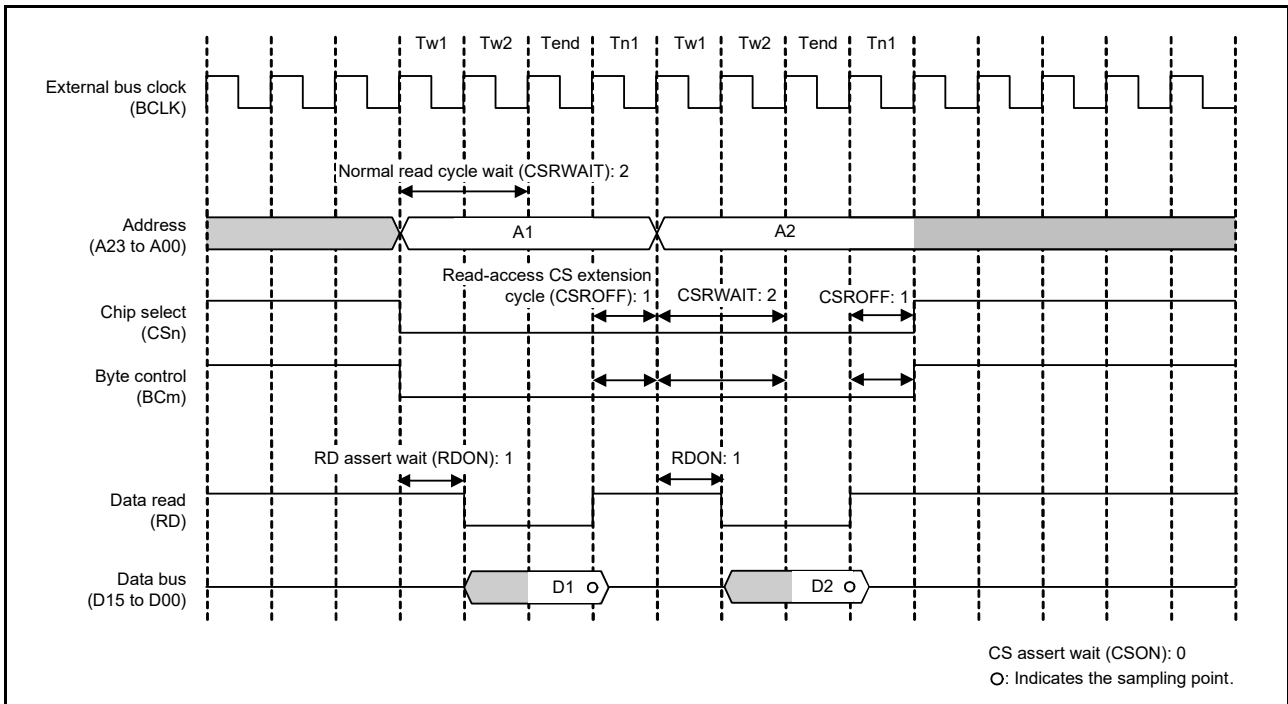 Tw1 Tw2 Tend Tn1 Tw1 Tw2 Tend Tn1
External bus clock
(BCLK)
Normal read cycle wait (CSRWAIT): 2
Address
(A23 to A00)
A1 A2
Read-access CS extension
cycle (CSROFF): 1 CSRWAIT: 2 CSROFF: 1
Chip select
(CSn)
Byte control
(BCm)
RD assert wait (RDON): 1 RDON: 1
Data read
(RD)
Data bus
(D15 to D00)
D1 D2
CS assert wait (CSON): 0
O: Indicates the sampling point.